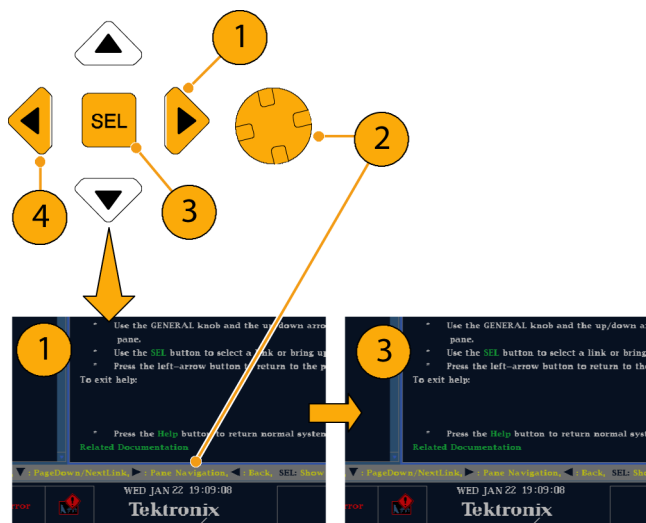 1
SEL
2
4
3
1
" Use the GENERAL knob and the up/down arro
pane.
" Use the SEL button to select a link or bring up
" Press the left-arrow button to return to the p
To exit help:
" Press the Help button to return normal system
Related Documentation
: PageDown/NextLink, : Pane Navigation, : Back, SEL: Show
rror
WED JAN 22 19:09:08
Tektronix
3
" Use the GENERAL knob and the up/down a
pane.
" Use the SEL button to select a link or bring
" Press the left-arrow button to return to the
To exit help:
" Press the Help button to return normal syste
Related Documentation
: PageDown/NextLink, : Pane Navigation, : Back, SEL: Sho
ror
WED JAN 22 19:09:08
Tektronix